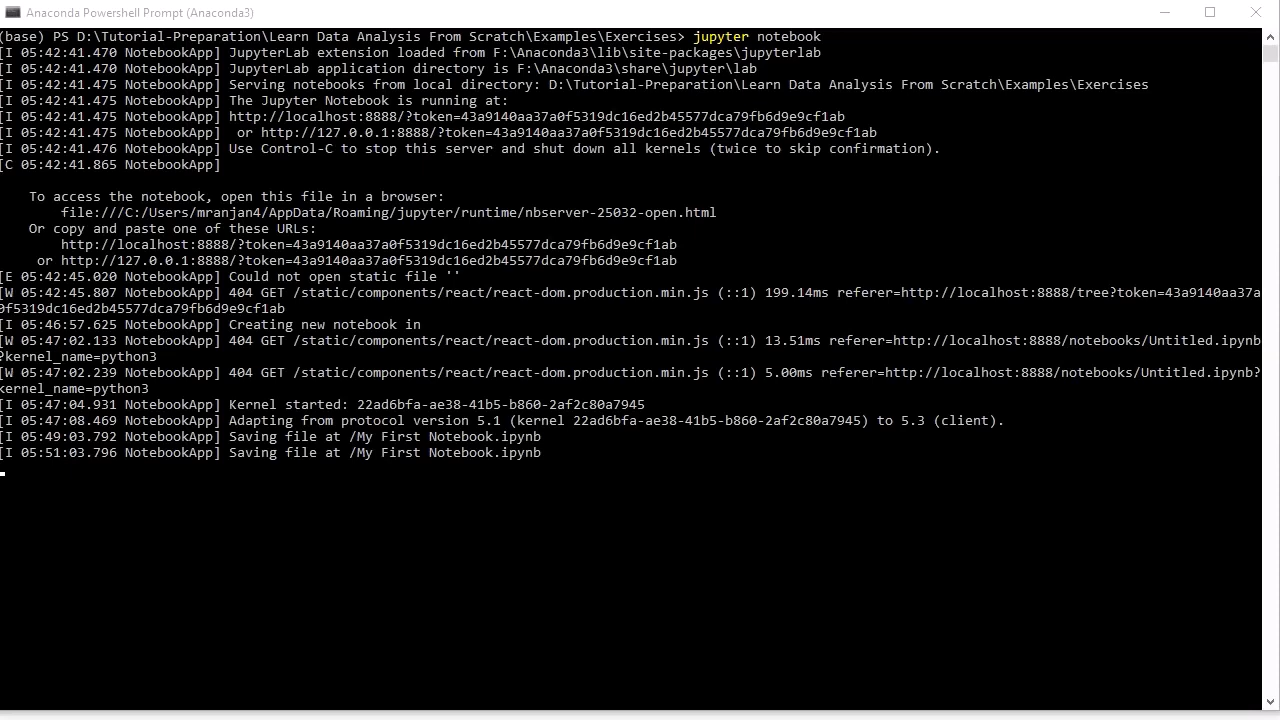 Anaconda Powershell Prompt (Anaconda3)
(base) PS D:\Tutorial-Preparation\Learn Data Analysis From Scratch\Examples\Exercises> jupyter notebook
[I 05:42:41.470 NotebookApp] JupyterLab extension loaded from F:\Anaconda3\lib\site-packages\jupyterlab
[I 05:42:41.470 NotebookApp] JupyterLab application directory is F:\Anaconda3\share\jupyter\lab
[I 05:42:41.475 NotebookApp] Serving notebooks from local directory: D:\Tutorial-Preparation\Learn Data Analysis From Scratch\Examples\Exercises
[I 05:42:41.475 NotebookApp] The Jupyter Notebook is running at:
[I 05:42:41.475 NotebookApp] http://localhost:8888/?token=43a9140aa37a0f5319dc16ed2b45577dca79fb6d9e9cf1ab
[I 05:42:41.475 NotebookApp]  or http://127.0.0.1:8888/?token=43a9140aa37a0f5319dc16ed2b45577dca79fb6d9e9cf1ab
[I 05:42:41.476 NotebookApp] Use Control-C to stop this server and shut down all kernels (twice to skip confirmation).
[C 05:42:41.865 NotebookApp]
To access the notebook, open this file in a browser:
file:///C:/Users/mranjan4/AppData/Roaming/jupyter/runtime/nbserver-25032-open.html
Or copy and paste one of these URLs:
http://localhost:8888/?token=43a9140aa37a0f5319dc16ed2b45577dca79fb6d9e9cf1ab
or http://127.0.0.1:8888/?token=43a9140aa37a0f5319dc16ed2b45577dca79fb6d9e9cf1ab
[E 05:42:45.020 NotebookApp] Could not open static file ''
[W 05:42:45.807 NotebookApp] 404 GET /static/components/react/react-dom.production.min.js (::1) 199.14ms referer=http://localhost:8888/tree?token=43a9140aa37a
0f5319dc16ed2b45577dca79fb6d9e9cf1ab
[I 05:46:57.625 NotebookApp] Creating new notebook in
[W 05:47:02.133 NotebookApp] 404 GET /static/components/react/react-dom.production.min.js (::1) 13.51ms referer=http://localhost:8888/notebooks/Untitled.ipynb
?kernel_name=python3
[W 05:47:02.239 NotebookApp] 404 GET /static/components/react/react-dom.production.min.js (::1) 5.00ms referer=http://localhost:8888/notebooks/Untitled.ipynb?
kernel_name=python3
[I 05:47:04.931 NotebookApp] Kernel started: 22ad6bfa-ae38-41b5-b860-2af2c80a7945
[I 05:47:08.469 NotebookApp] Adapting from protocol version 5.1 (kernel 22ad6bfa-ae38-41b5-b860-2af2c80a7945) to 5.3 (client).
[I 05:49:03.792 NotebookApp] Saving file at /My First Notebook.ipynb
[I 05:51:03.796 NotebookApp] Saving file at /My First Notebook.ipynb